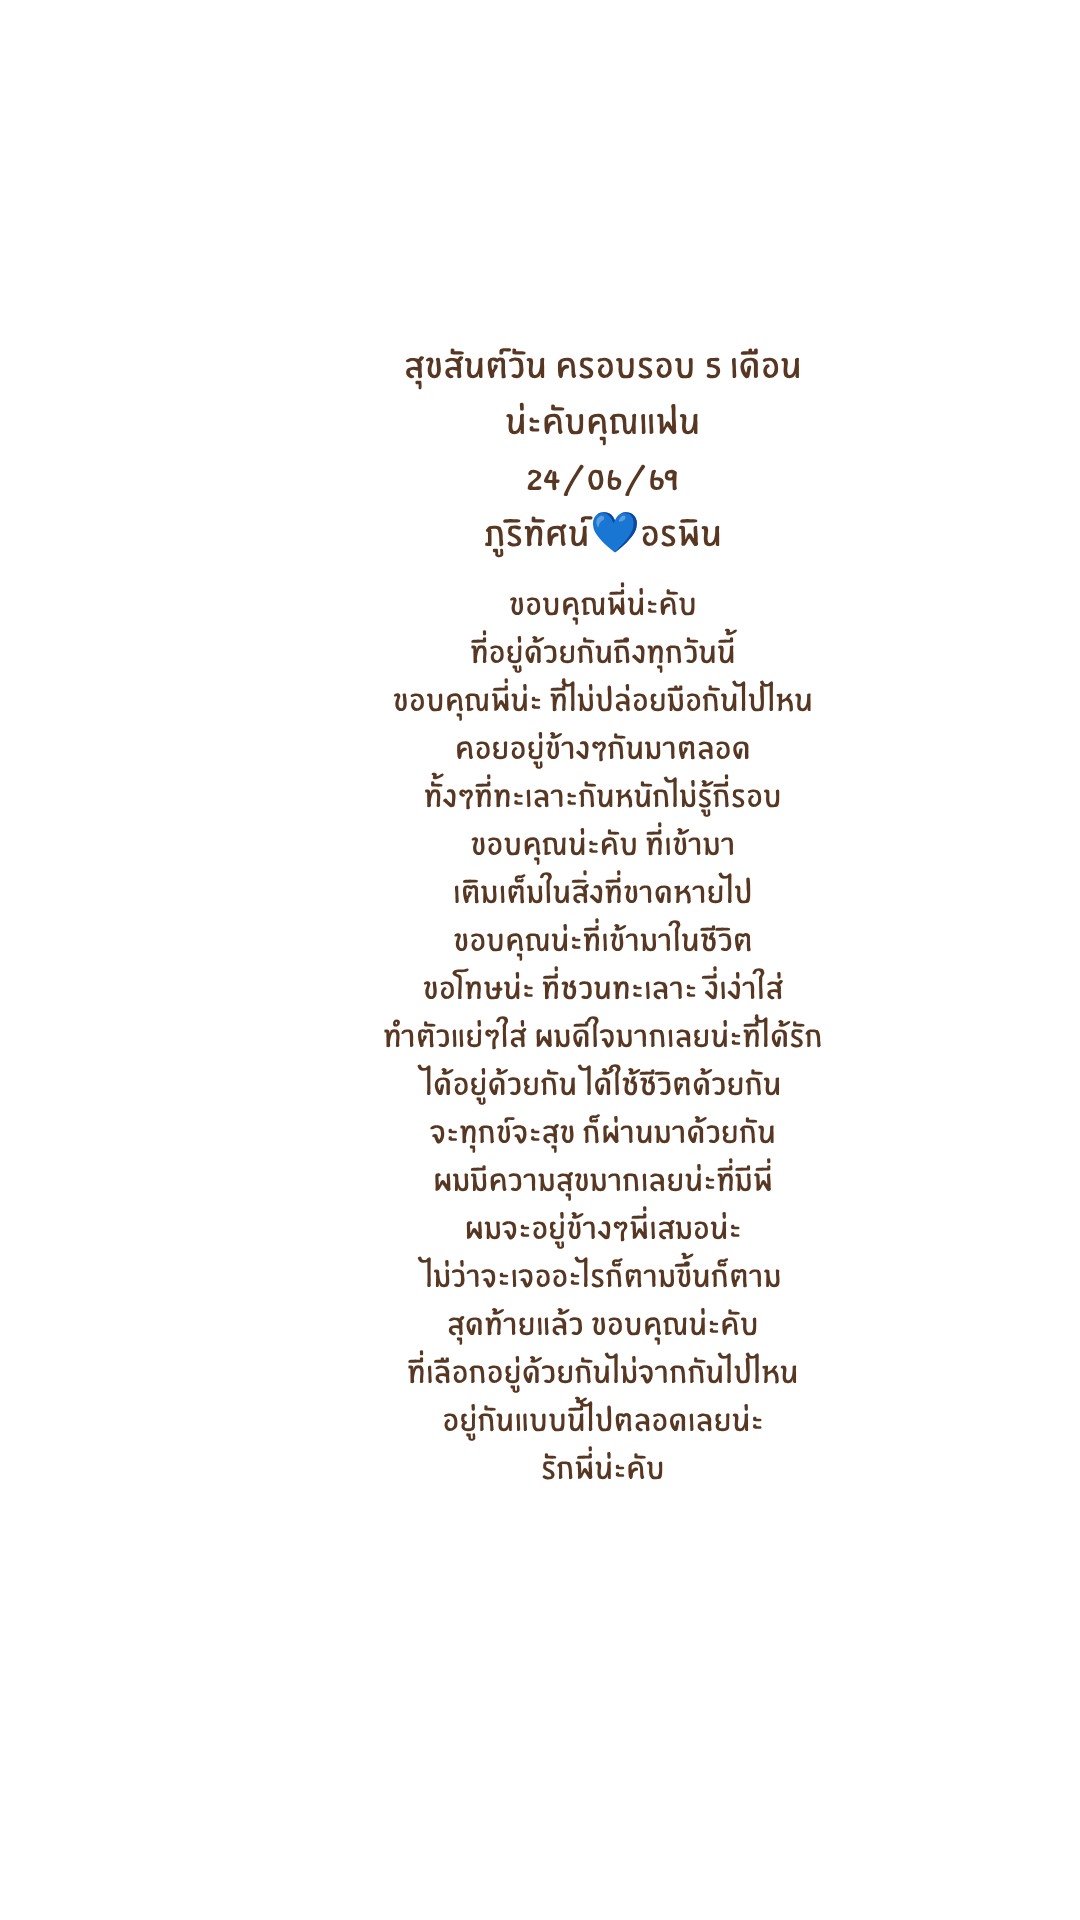 สุขสันต์วัน ครอบรอบ 5 เดือน
น่ะคับคุณแฟน
24/06/69
ภูริทัศน์💙อรพิน
ขอบคุณพี่น่ะคับ
ที่อยู่ด้วยกันถึงทุกวันนี้
ขอบคุณพี่น่ะ ที่ไม่ปล่อยมือกันไปไหน
คอยอยู่ข้างๆกันมาตลอด
ทั้งๆที่ทะเลาะกันหนักไม่รู้กี่รอบ
ขอบคุณน่ะคับ ที่เข้ามา
เติมเต็มในสิ่งที่ขาดหายไป
ขอบคุณน่ะที่เข้ามาในชีวิต
ขอโทษน่ะ ที่ชวนทะเลาะ งี่เง่าใส่
ทำตัวแย่ๆใส่ ผมดีใจมากเลยน่ะที่ได้รัก
ได้อยู่ด้วยกัน ได้ใช้ชีวิตด้วยกัน
จะทุกข์จะสุข ก็ผ่านมาด้วยกัน
ผมมีความสุขมากเลยน่ะที่มีพี่
ผมจะอยู่ข้างๆพี่เสมอน่ะ
ไม่ว่าจะเจออะไรก็ตามขึ้นก็ตาม
สุดท้ายแล้ว ขอบคุณน่ะคับ
ที่เลือกอยู่ด้วยกันไม่จากกันไปไหน
อยู่กันแบบนี้ไปตลอดเลยน่ะ
รักพี่น่ะคับ